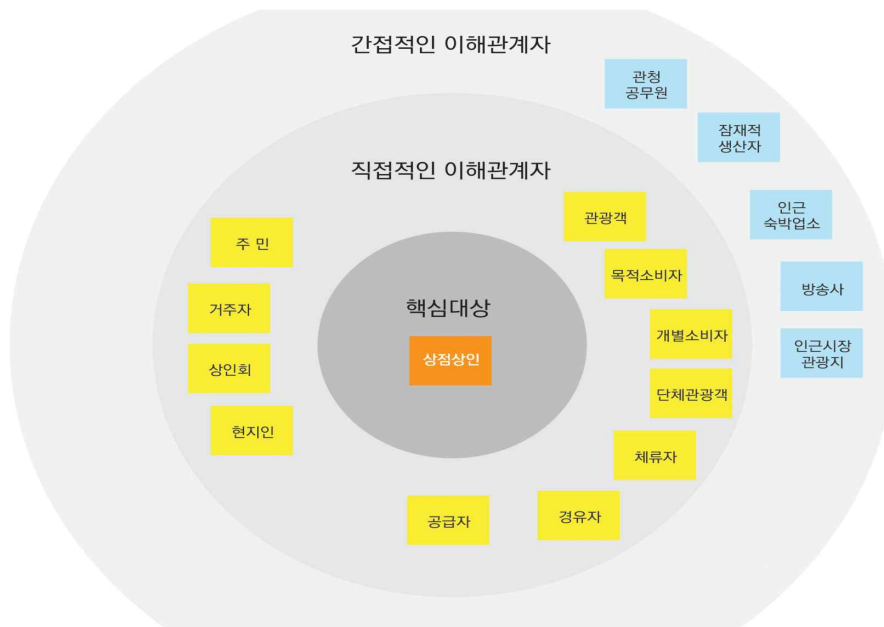 간접적인 이해관계자
관청
공무원
잠재적
생산자
직접적인 이해관계자
관광객
인근
숙박업소
주 민
목적소비자
방송사
거주자
핵심대상
개별소비자
인근시장
관광지
상점상인
상인회
단체관광객
현지인
체류자
공급자
경유자